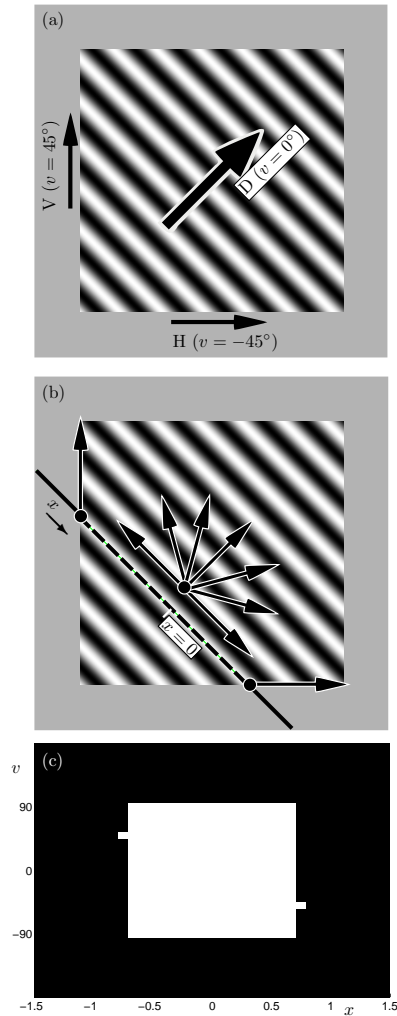 (a)
V (v = 45°)
D (v = 0°)
H (v = −45°)
(b)
x
x = 0
(c)
v
90
0
−90
−1.5 −1 −0.5 0 0.5 1 x 1.5